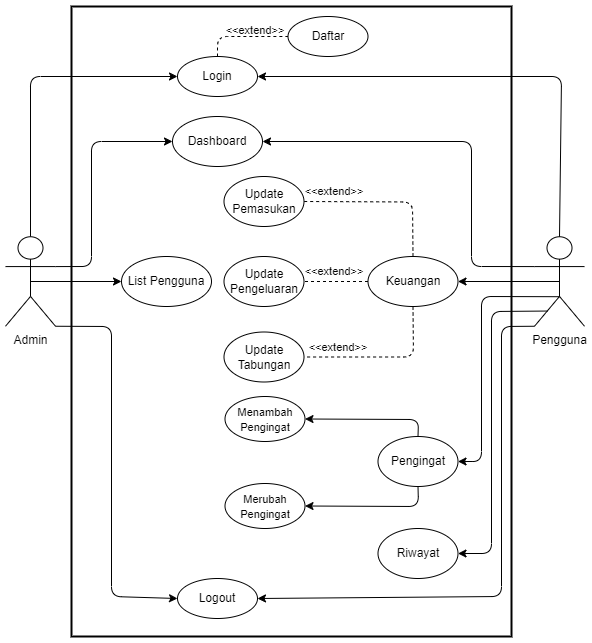 <<extend>>
Daftar
Login
Dashboard
<<extend>>
Update
Pemasukan
List Pengguna
Update
Pengeluaran
<<extend>>
Keuangan
Admin
Pengguna
Update
Tabungan
<<extend>>
Menambah
Pengingat
Pengingat
Merubah
Pengingat
Riwayat
Logout